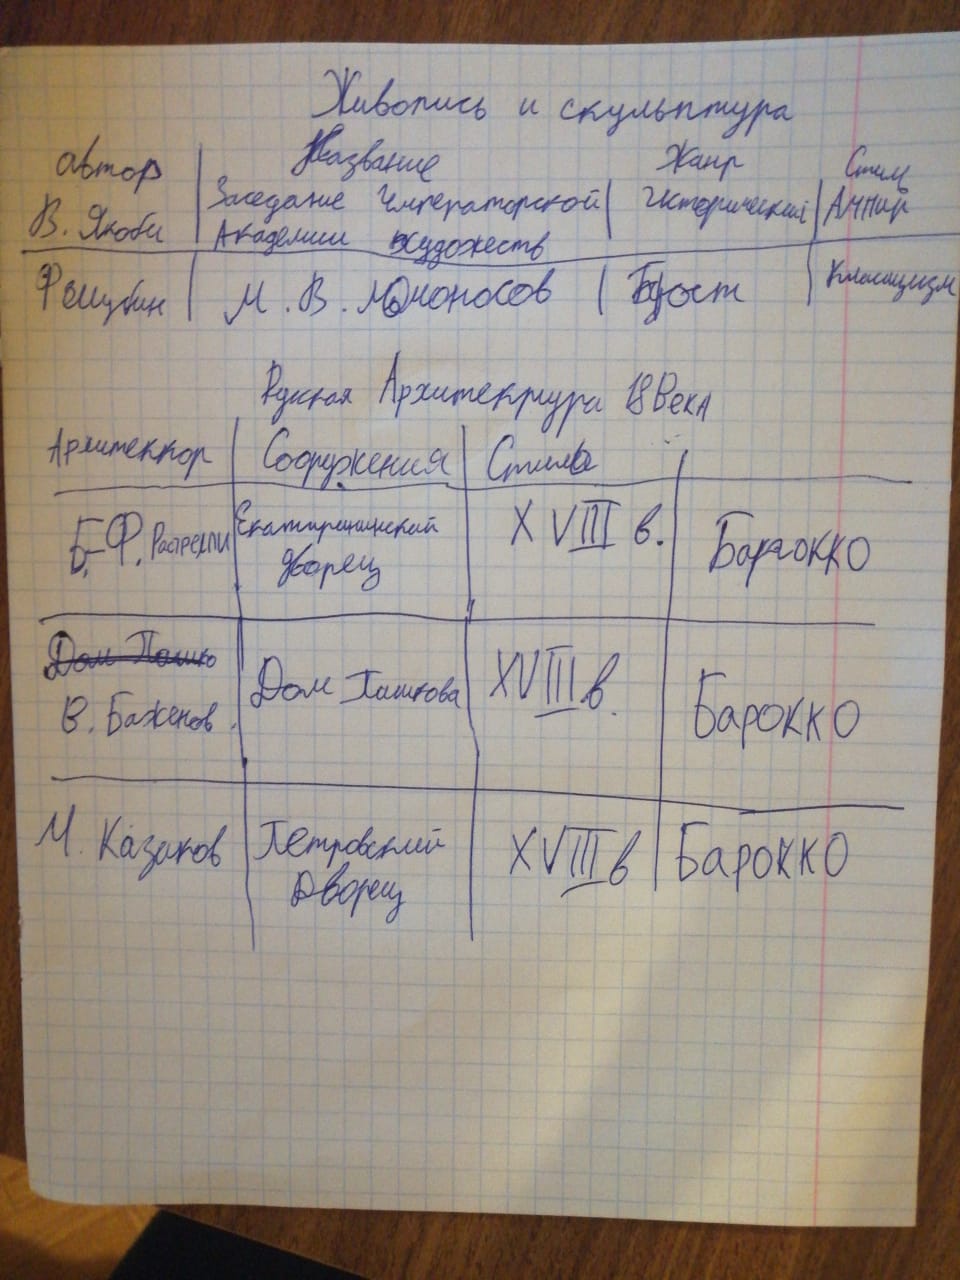 Живопись и скульптура
автор Название Жанр Стиль
В. Якоби Заседание Императорской Исторический Ампир
Академии художеств
Ф Шубин М. В. Ломоносов Бюст Классицизм
Русская Архитектура 18 Века
Архитектор Сооружения Стиль
Б.-Ф. Растрелли Екатерининский XVIII в. Барокко
дворец
Дом Пашко
В. Баженов. Дом Пашкова XVIII в. Барокко
М. Казаков Петровский XVIII в Барокко
Дворец